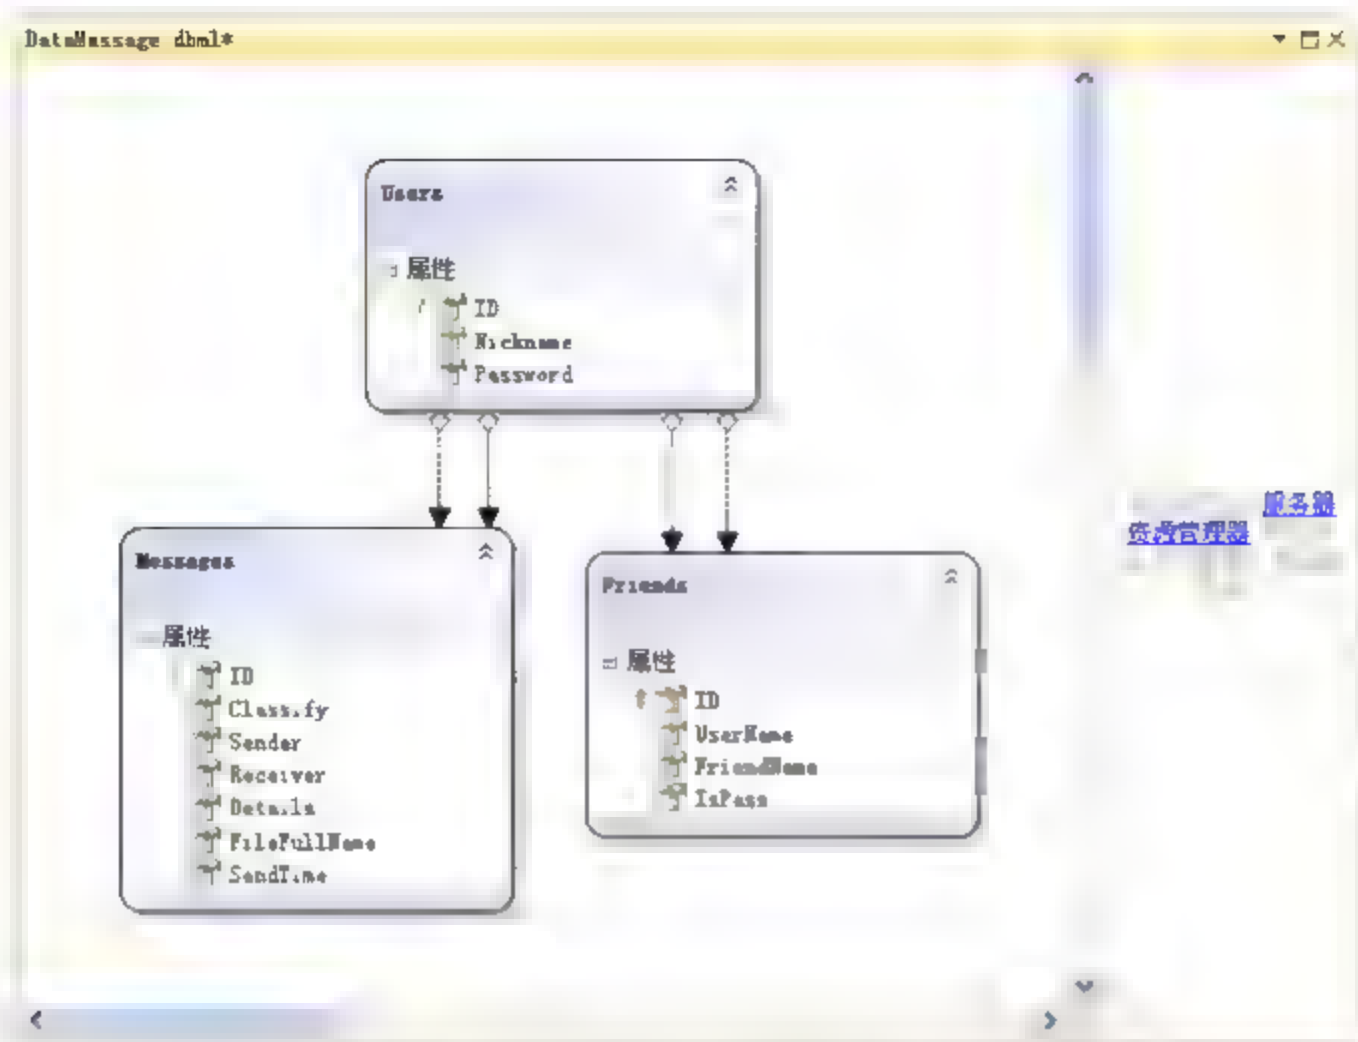 DataMessage dbml*
Users
属性
ID
Nickname
Password
Messages
属性
ID
Classify
Sender
Receiver
Details
FileFullName
SendTime
Friends
属性
ID
UserName
FriendName
IsPass
服务器
资源管理器